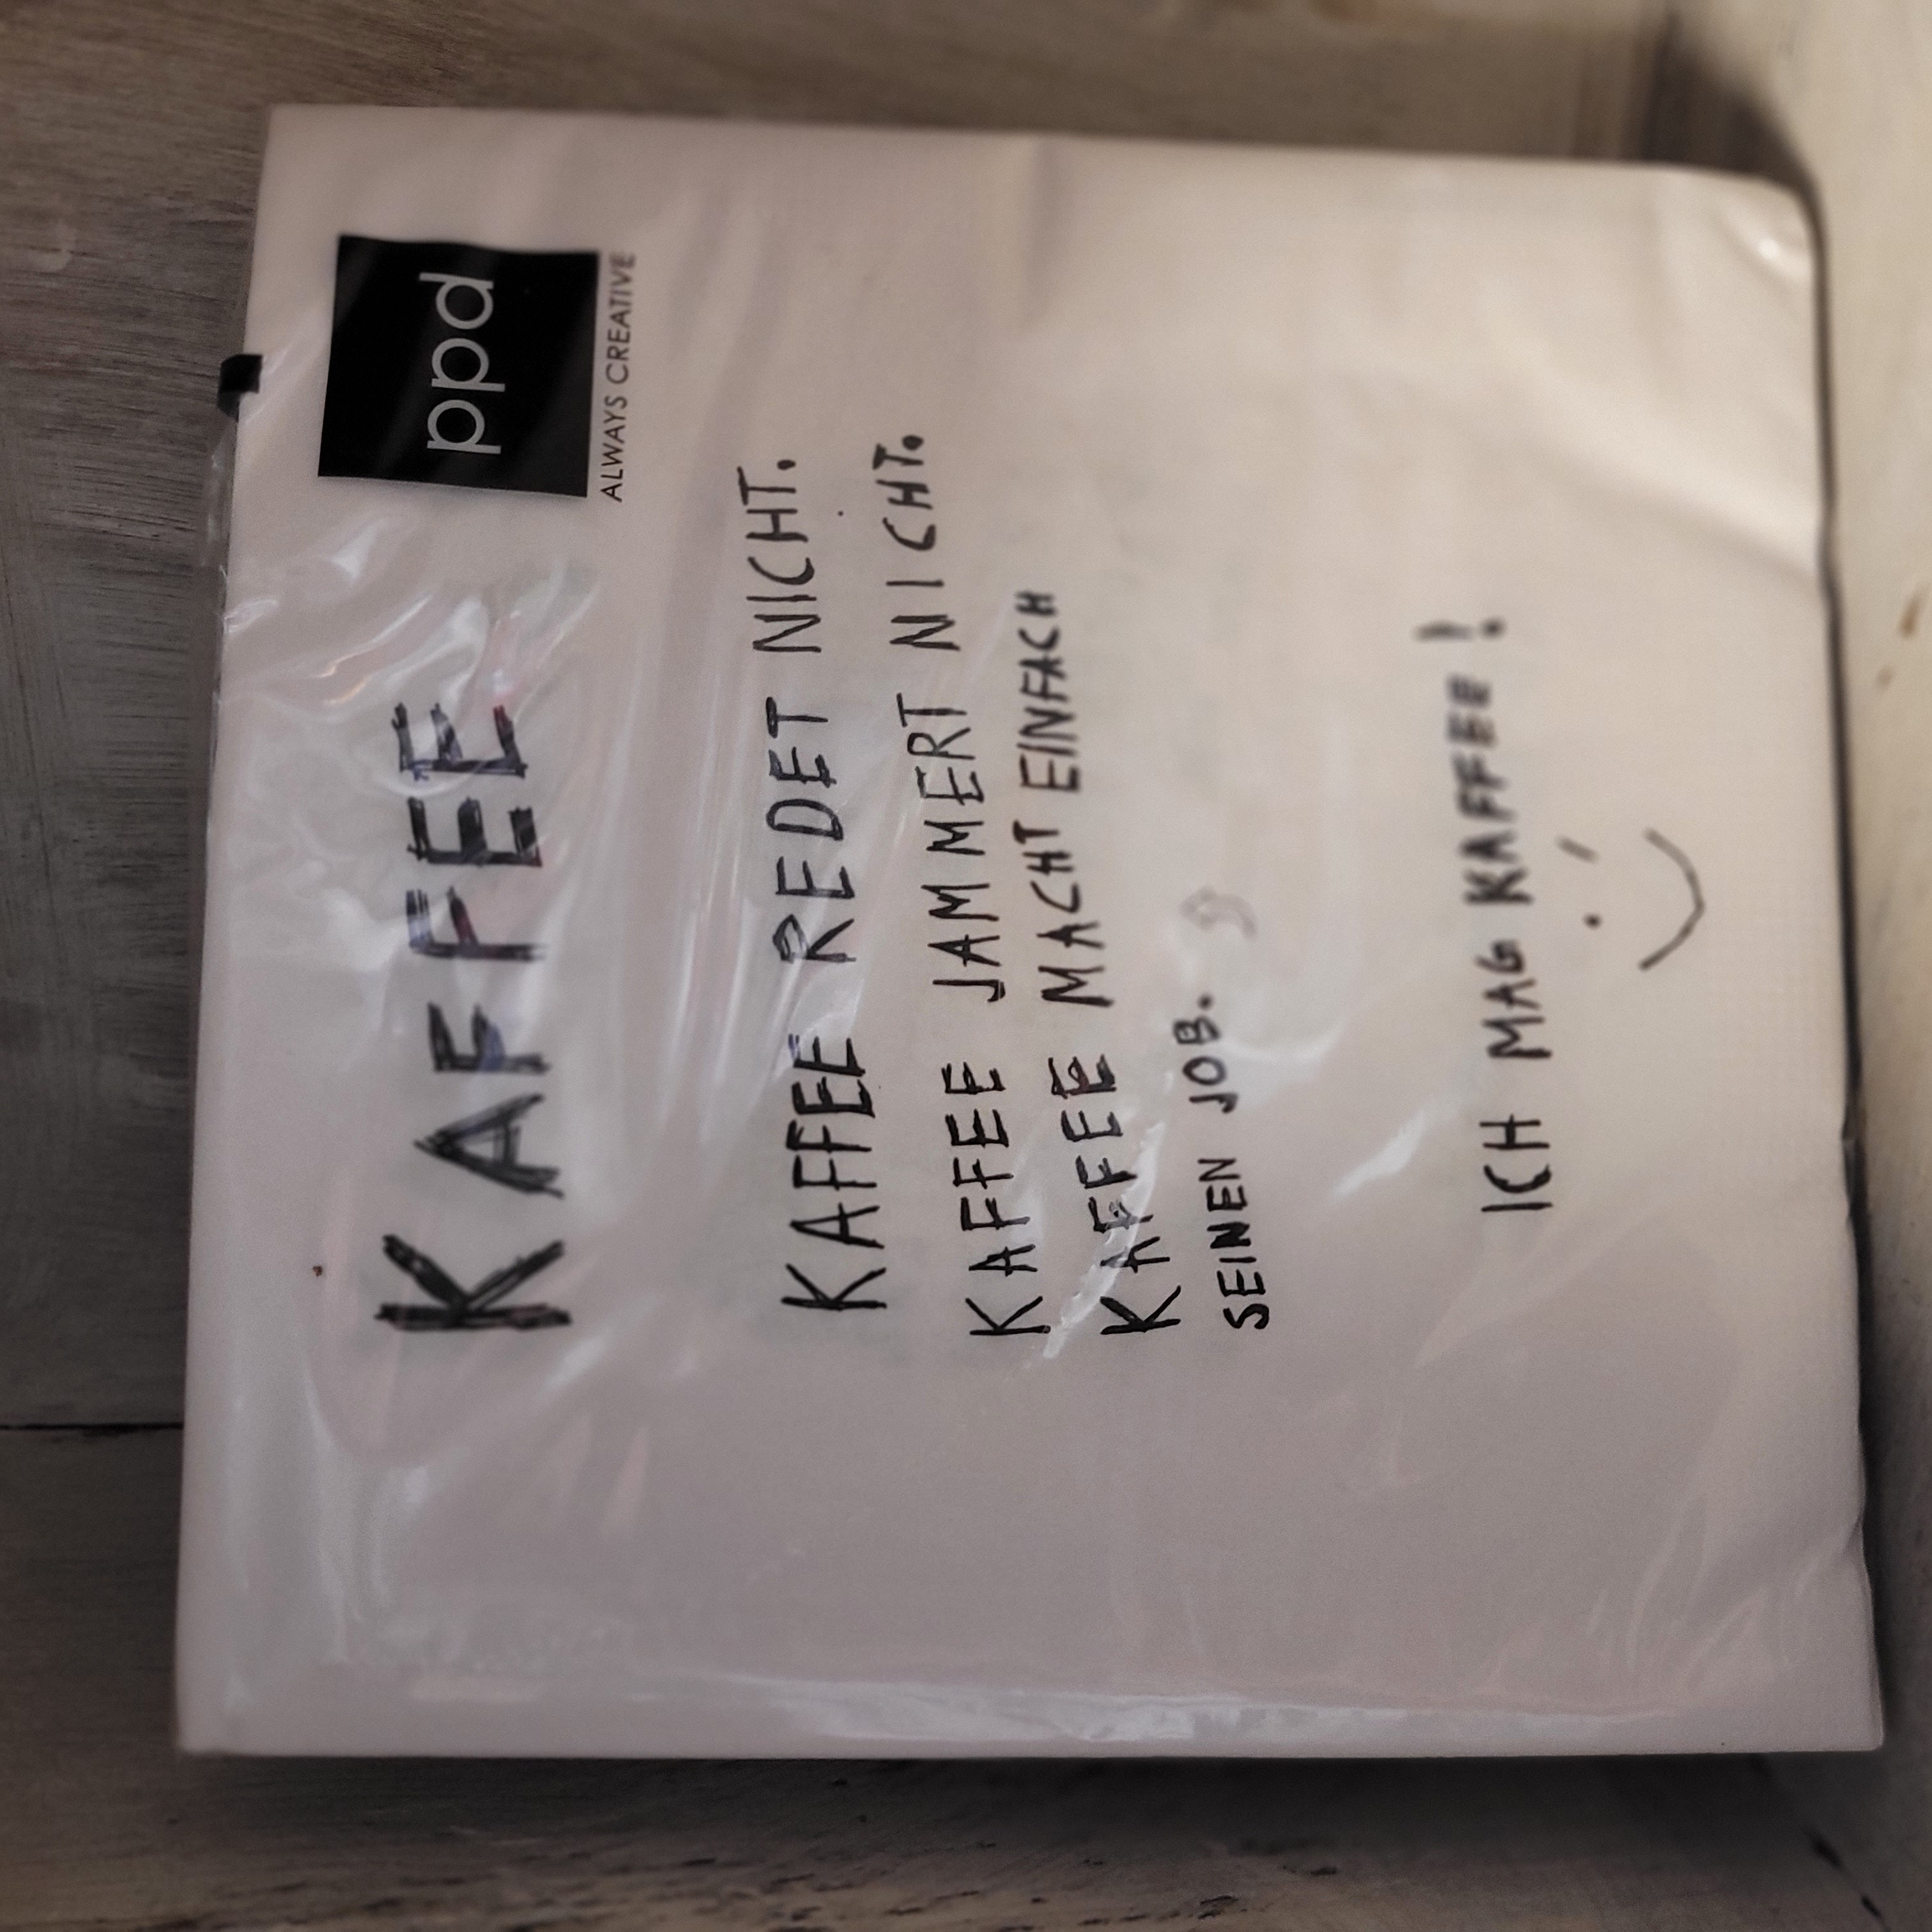 ppd
ALWAYS CREATIVE
KAFFEE
KAFFEE REDET NICHT.
KAFFEE JAMMERT NICHT.
KAFFEE MACHT EINFACH
SEINEN JOB.
ICH MAG KAFFEE!